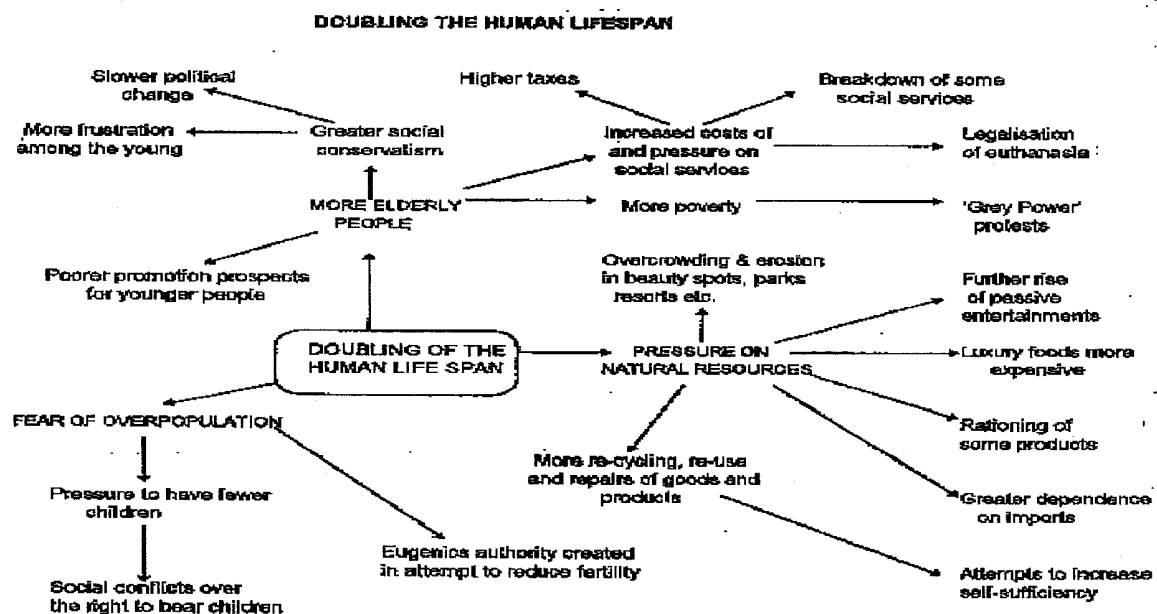 DOUBLING THE HUMAN LIFESPAN
Slower political
change
Higher taxes
Breakdown of some
social services
More frustration
among the young
Greater social
conservatism
Increased costs of
and pressure on
social services
Legalisation
of euthanasia
MORE ELDERLY
PEOPLE
More poverty
'Grey Power'
protests
Poorer promotion prospects
for younger people
Overcrowding & erosion
in beauty spots, parks
resorts etc.
Further rise
of passive
entertainments
DOUBLING OF THE
HUMAN LIFE SPAN
PRESSURE ON
NATURAL RESOURCES
Luxury foods more
expensive
FEAR OF OVERPOPULATION
Rationing of
some products
More re-cycling, re-use
and repairs of goods and
products
Pressure to have fewer
children
Greater dependence
on imports
Eugenics authority created
in attempt to reduce fertility
Social conflicts over
the right to bear children
Attempts to increase
self-sufficiency